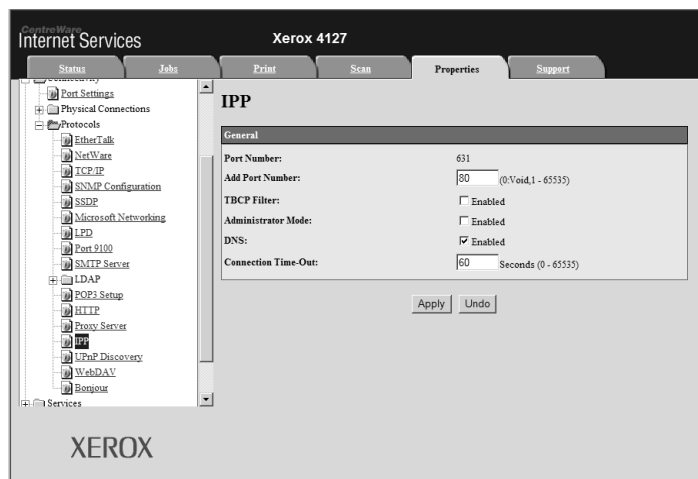 CentreWare
Internet Services
Xerox 4127
Status
Jobs
Print
Scan
Properties
Support
Connectivity
Port Settings
Physical Connections
Protocols
EtherTalk
NetWare
TCP/IP
SNMP Configuration
SSDP
Microsoft Networking
LPD
Port 9100
SMTP Server
LDAP
POP3 Setup
HTTP
Proxy Server
IPP
UPnP Discovery
WebDAV
Bonjour
Services
XEROX
IPP
General
Port Number: 631
Add Port Number: 80 (0:Void,1 - 65535)
TBCP Filter: Enabled
Administrator Mode: Enabled
DNS: Enabled
Connection Time-Out: 60 Seconds (0 - 65535)
Apply Undo